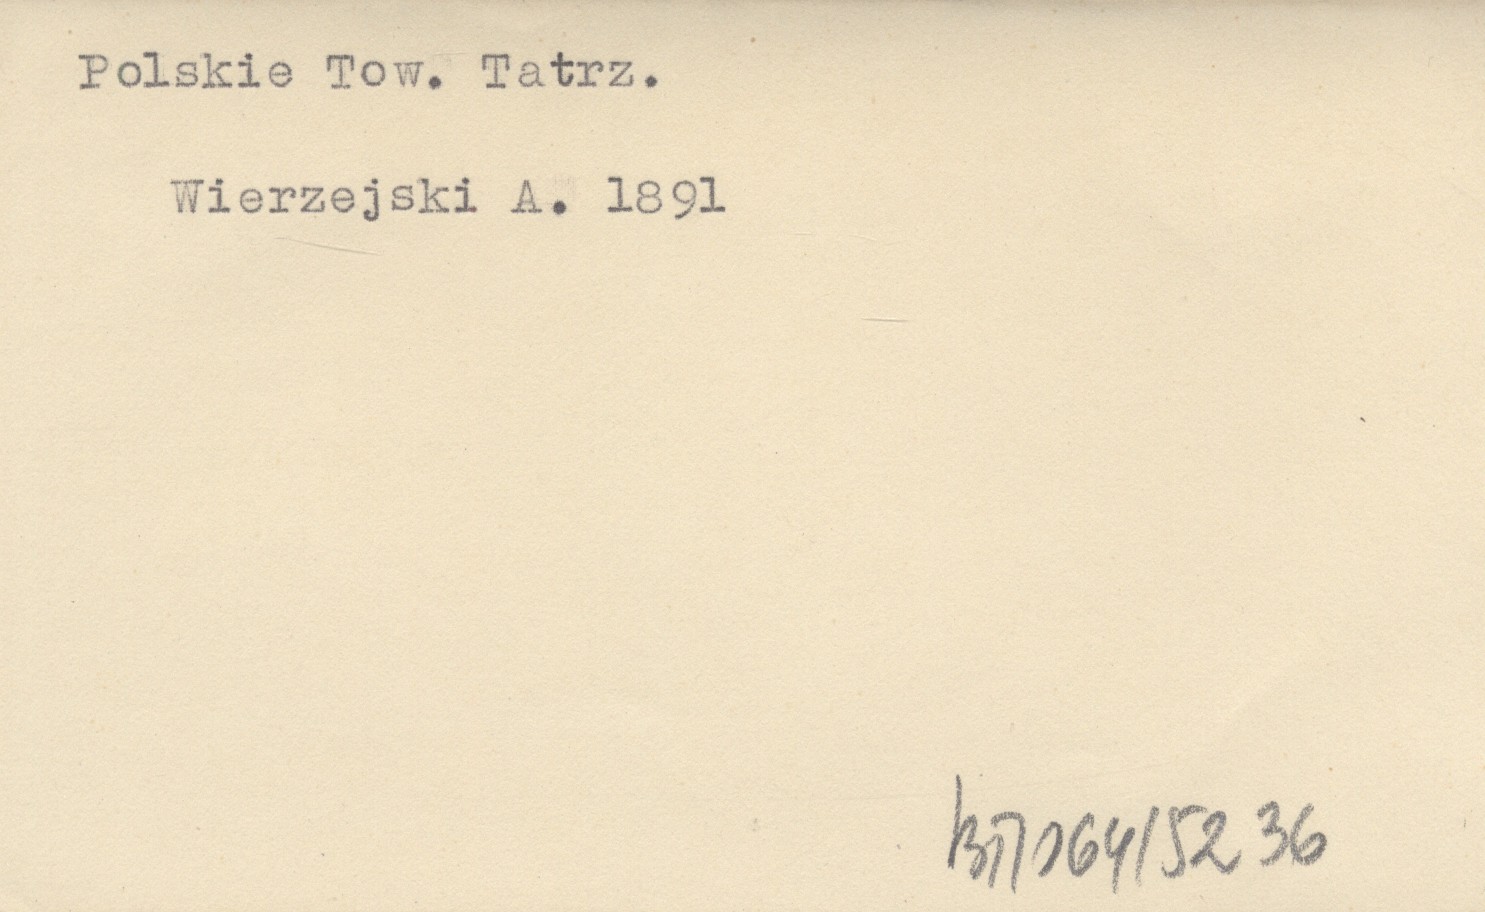 Polskie Tow. Tatrz.
Wierzejski A. 1891